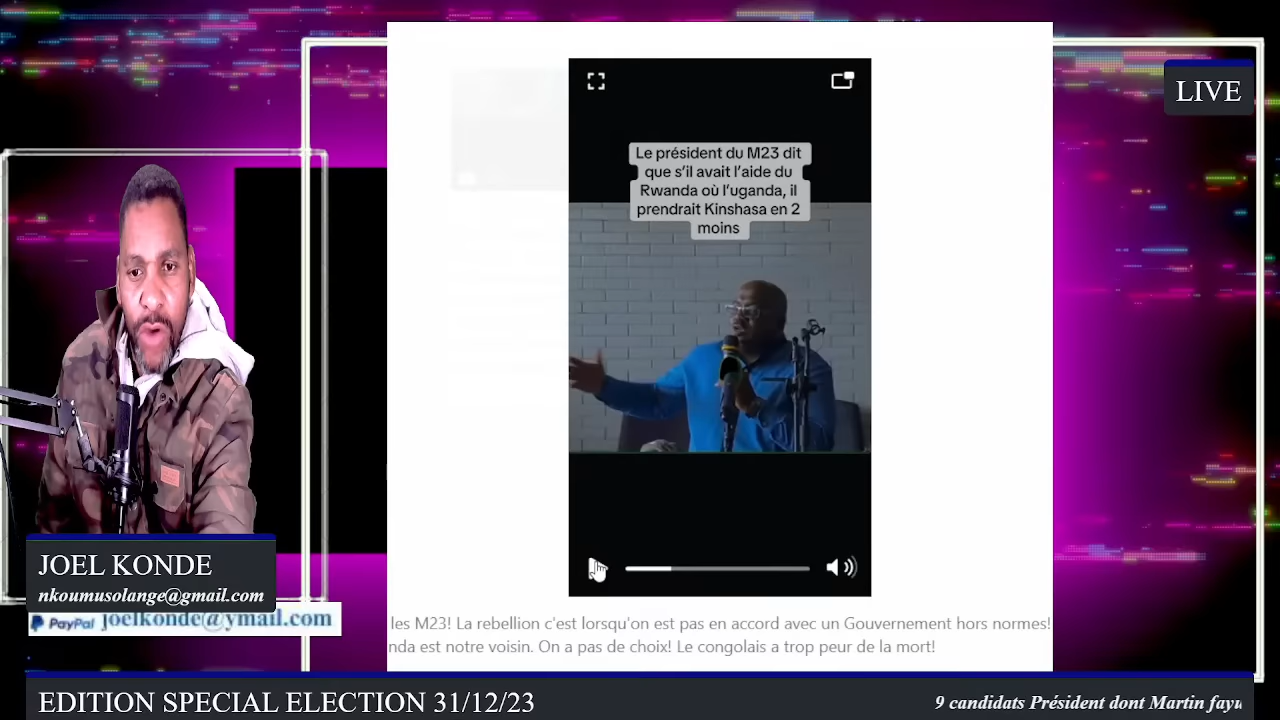 LIVE
Le président du M23 dit
que s'il avait l'aide du
Rwanda où l'uganda, il
prendrait Kinshasa en 2
moins
JOEL KONDE
nkoumusolange@gmail.com
PayPal joelkonde@ymail.com
les M23! La rebellion c'est lorsqu'on est pas en accord avec un Gouvernement hors normes!
nda est notre voisin. On a pas de choix! Le congolais a trop peur de la mort!
EDITION SPECIAL ELECTION 31/12/23
9 candidats Président dont Martin fayu